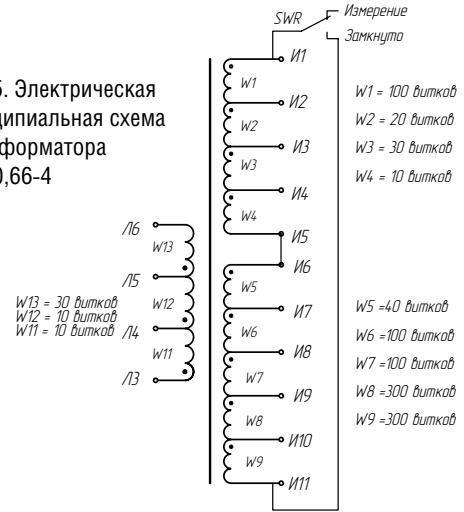 SWR
Измерение
Замкнуто
5. Электрическая
ципиальная схема
форматора
0,66-4
И1
W1
И2
W2
И3
W3
И4
W4
И5
И6
W5
И7
W6
И8
W7
И9
W8
И10
W9
И11
W1 = 100 витков
W2 = 20 витков
W3 = 30 витков
W4 = 10 витков
W5 =40 витков
W6 =100 витков
W7 =100 витков
W8 =300 витков
W9 =300 витков
Л6
W13
Л5
W12
Л4
W11
Л3
W13 = 30 витков
W12 = 10 витков
W11 = 10 витков